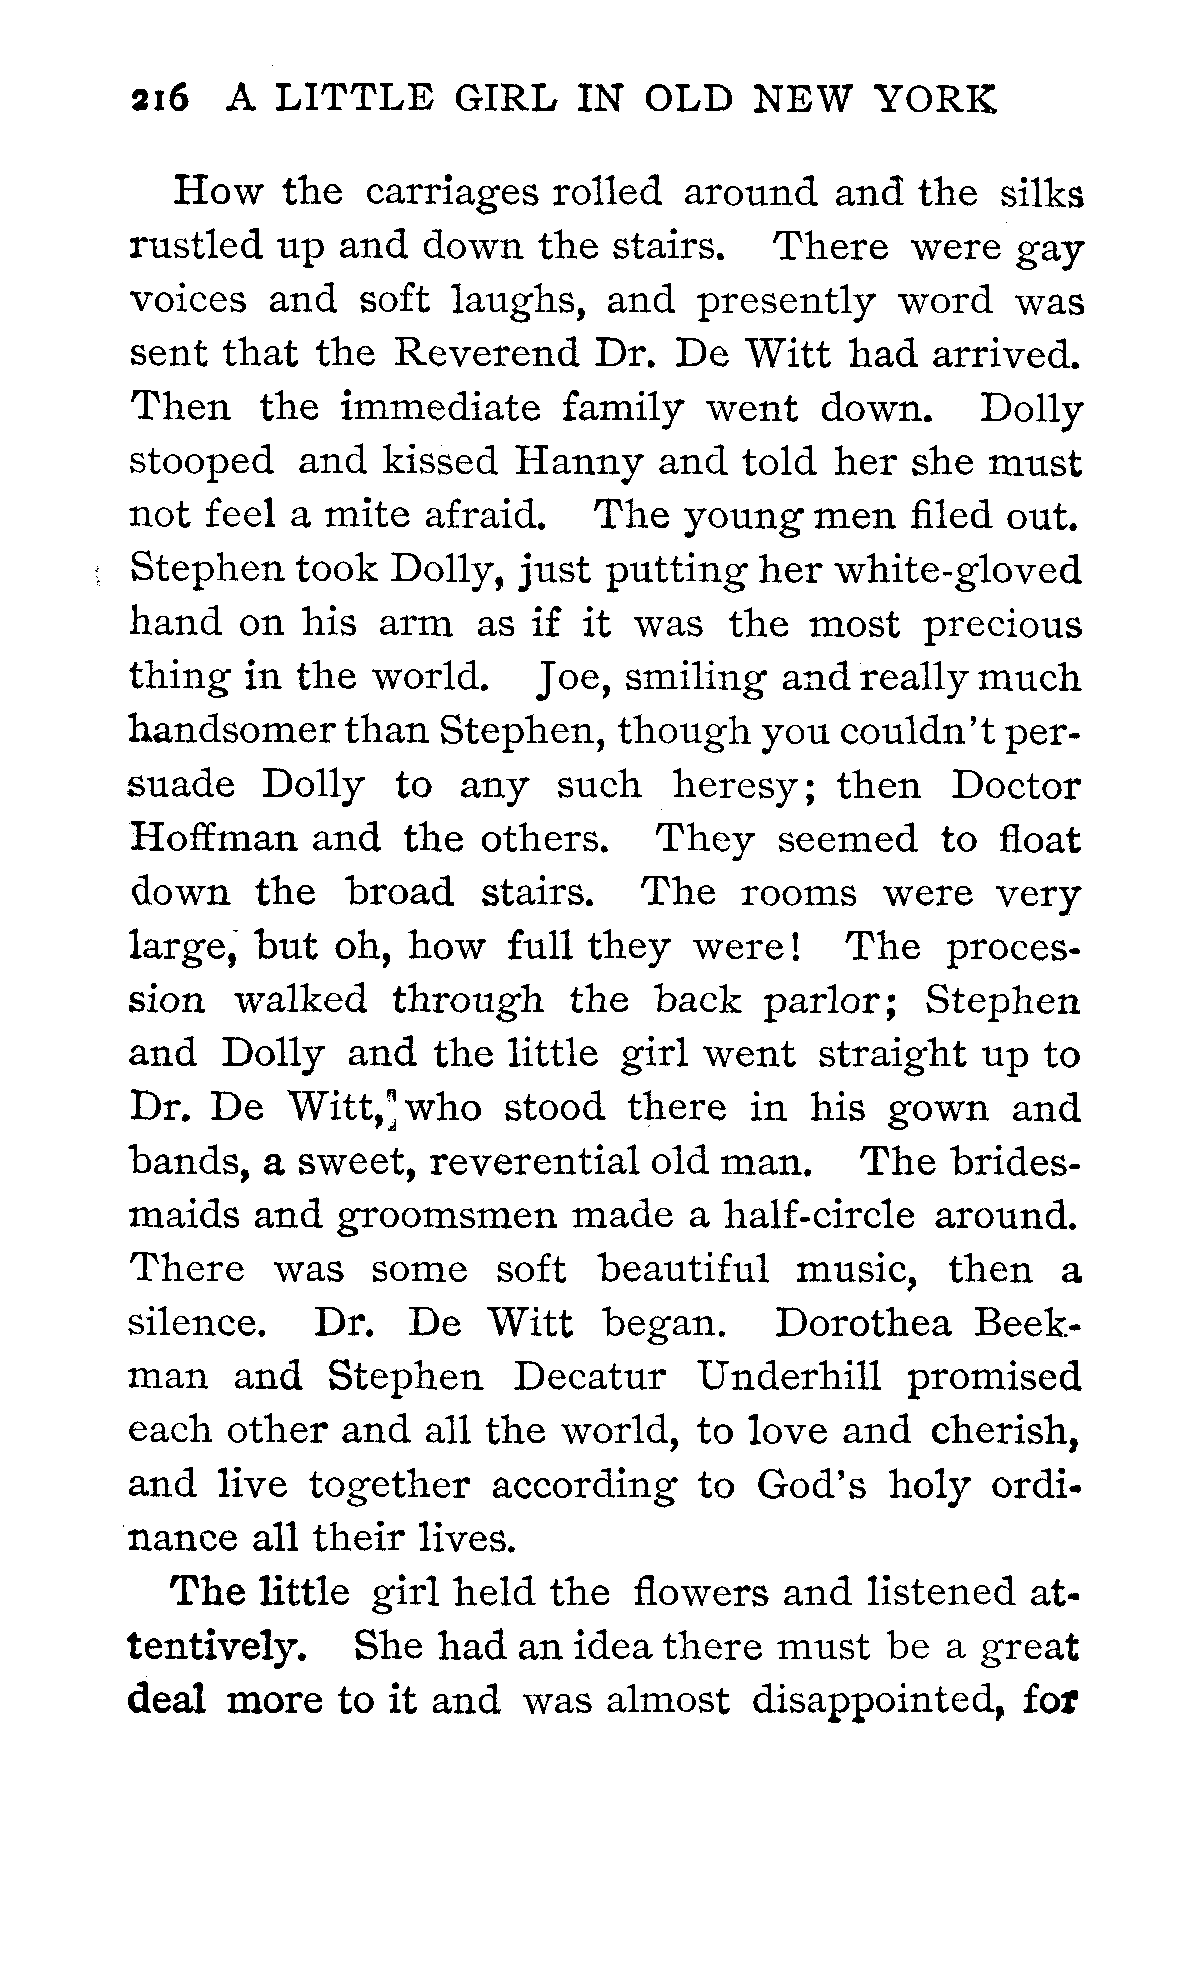 216 A LITTLE GIRL IN OLD NEW YORK
How the carriages rolled around and the silks
rustled up and down the stairs. There were gay
voices and soft laughs, and presently word was
sent that the Reverend Dr. De Witt had arrived.
Then the immediate family went down. Dolly
stooped and kissed Hanny and told her she must
not feel a mite afraid. The young men filed out.
Stephen took Dolly, just putting her white-gloved
hand on his arm as if it was the most precious
thing in the world. Joe, smiling and really much
handsomer than Stephen, though you couldn't per-
suade Dolly to any such heresy; then Doctor
Hoffman and the others. They seemed to float
down the broad stairs. The rooms were very
large, but oh, how full they were! The proces-
sion walked through the back parlor; Stephen
and Dolly and the little girl went straight up to
Dr. De Witt, who stood there in his gown and
bands, a sweet, reverential old man. The brides-
maids and groomsmen made a half-circle around.
There was some soft beautiful music, then a
silence. Dr. De Witt began. Dorothea Beek-
man and Stephen Decatur Underhill promised
each other and all the world, to love and cherish,
and live together according to God's holy ordi-
nance all their lives.
The little girl held the flowers and listened at-
tentively. She had an idea there must be a great
deal more to it and was almost disappointed, for